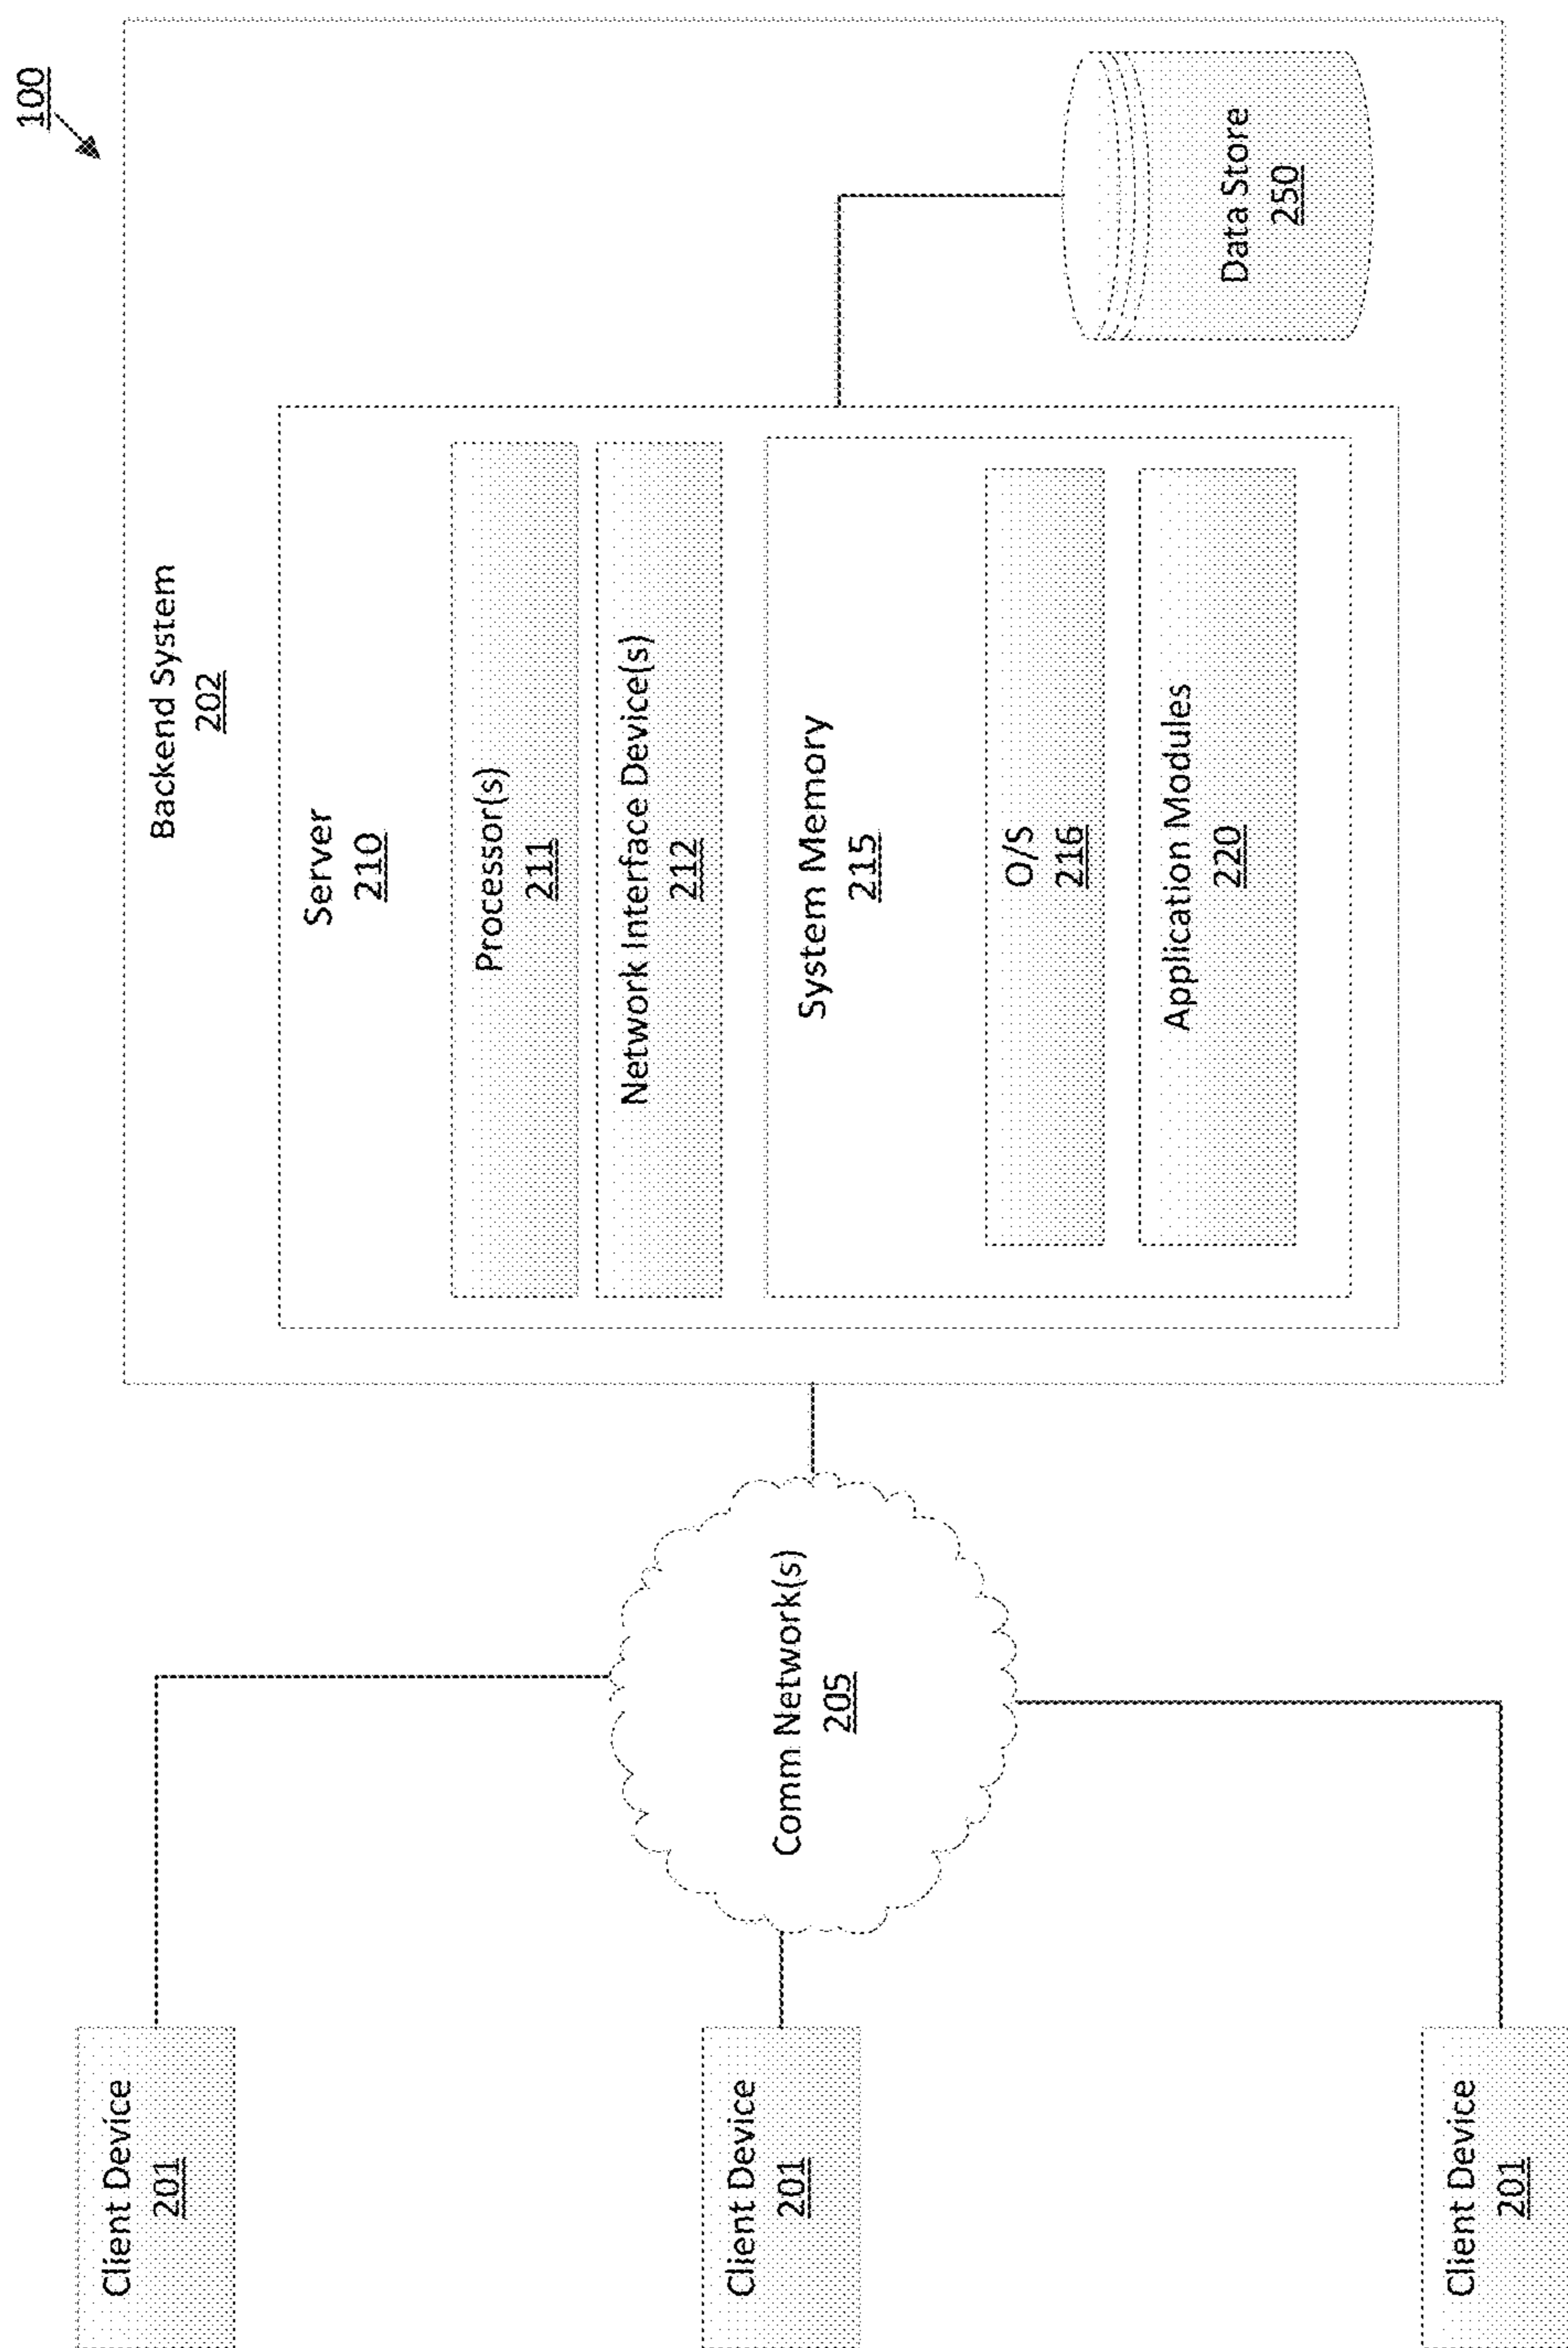 100
Backend System
202
Server
210
Processor(s)
211
Network Interface Device(s)
212
System Memory
215
O/S
216
Application Modules
220
Data Store
250
Comm Network(s)
205
Client Device
201
Client Device
201
Client Device
201